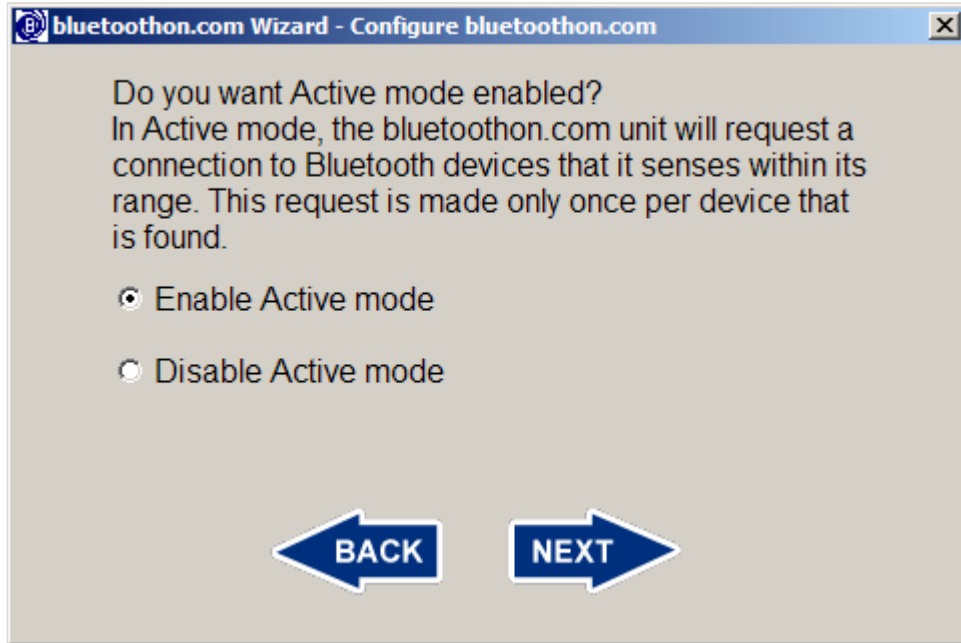 bluetoothon.com Wizard - Configure bluetoothon.com
Do you want Active mode enabled?
In Active mode, the bluetoothon.com unit will request a
connection to Bluetooth devices that it senses within its
range. This request is made only once per device that
is found.
Enable Active mode
Disable Active mode
BACK NEXT